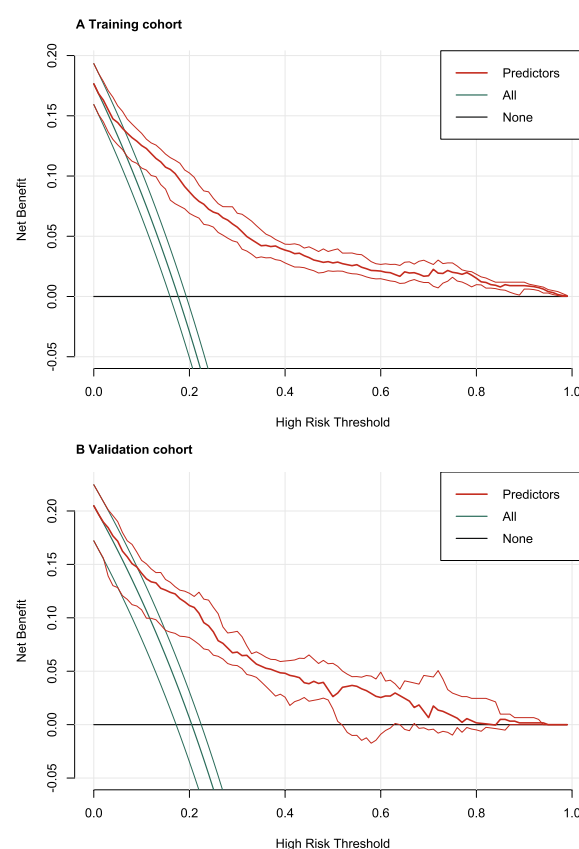 A Training cohort
0.20
0.15
0.10
0.05
0.00
-0.05
Net Benefit
Predictors
All
None
0.0 0.2 0.4 0.6 0.8 1.0
High Risk Threshold
B Validation cohort
0.20
0.15
0.10
0.05
0.00
-0.05
Net Benefit
Predictors
All
None
0.0 0.2 0.4 0.6 0.8 1.0
High Risk Threshold